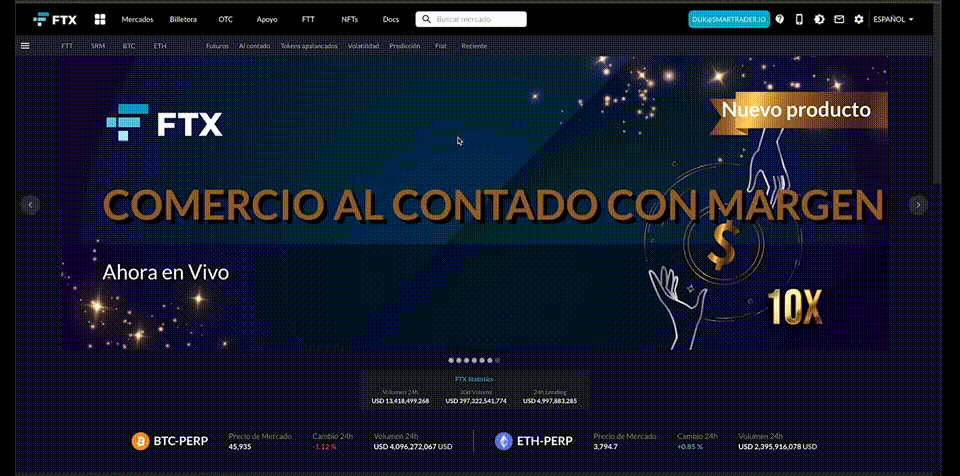 FTX Mercados Billetera OTC Apoyo FTT NFTs Docs Buscar mercado DUK@SMARTRADER.IO ESPAÑOL
FTT SRM BTC ETH Futuros Al contado Tokens apalancados Volatilidad Predicción Fiat Reciente
Nuevo producto
FTX
COMERCIO AL CONTADO CON MARGEN
$
Ahora en Vivo
10X
FTX Statistics
Volumen 24h 30d Volume 24h Lending
USD 13,418,499,268 USD 397,322,541,774 USD 4,997,883,285
BTC-PERP Precio de Mercado Cambio 24h Volumen 24h ETH-PERP Precio de Mercado Cambio 24h Volumen 24h
45,935 -1.12 % USD 4,096,272,067 USD 3,794.7 +0.85 % USD 2,395,916,078 USD